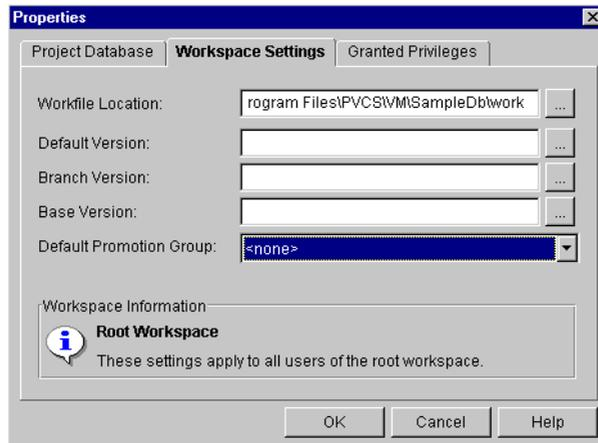 Properties
Project Database
Workspace Settings
Granted Privileges
Workfile Location: rogram Files\PVCS\VM\SampleDb\work ...
Default Version: ...
Branch Version: ...
Base Version: ...
Default Promotion Group: <none>
Workspace Information
Root Workspace
These settings apply to all users of the root workspace.
OK
Cancel
Help